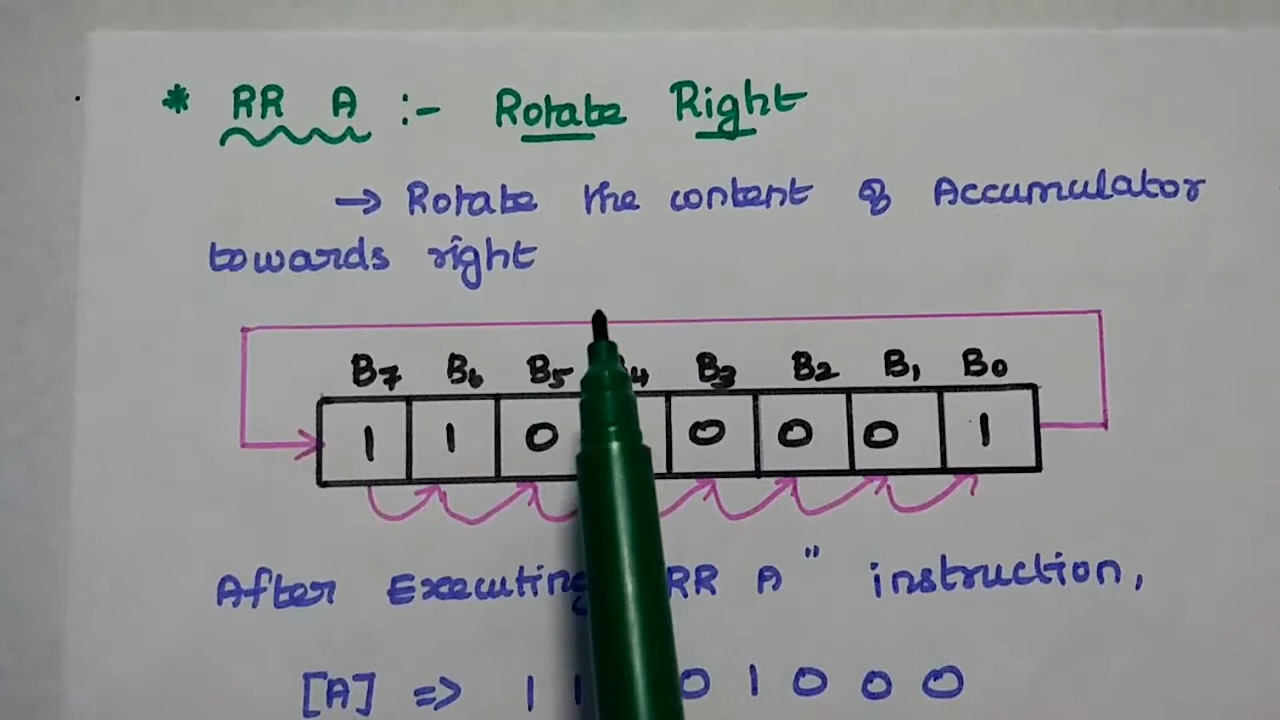 * RR A :- Rotate Right
→ Rotate the content of Accumulator
towards right
B7 B6 B5 B3 B2 B1 B0
1 1 0 0 0 0 1
After Executing RR A" instruction,
[A] => 1 1 0 1 0 0 0